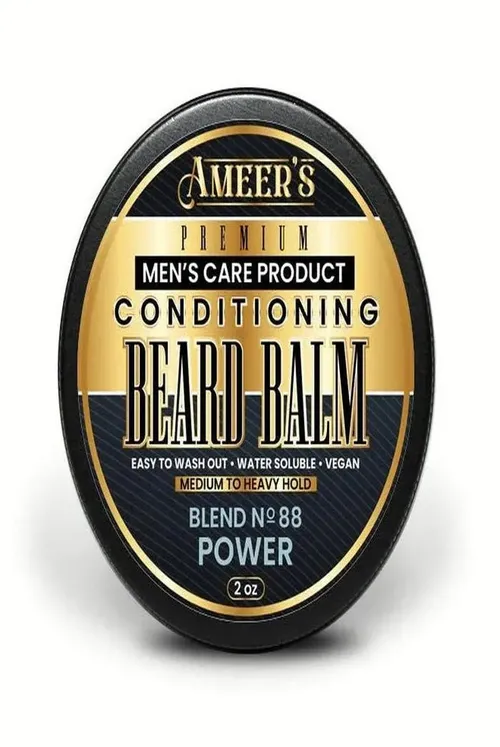 AMEER'S
PREMIUM
MEN'S CARE PRODUCT
CONDITIONING
BEARD BALM
EASY TO WASH OUT • WATER SOLUBLE • VEGAN
MEDIUM TO HEAVY HOLD
BLEND Nº 88
POWER
2 oz